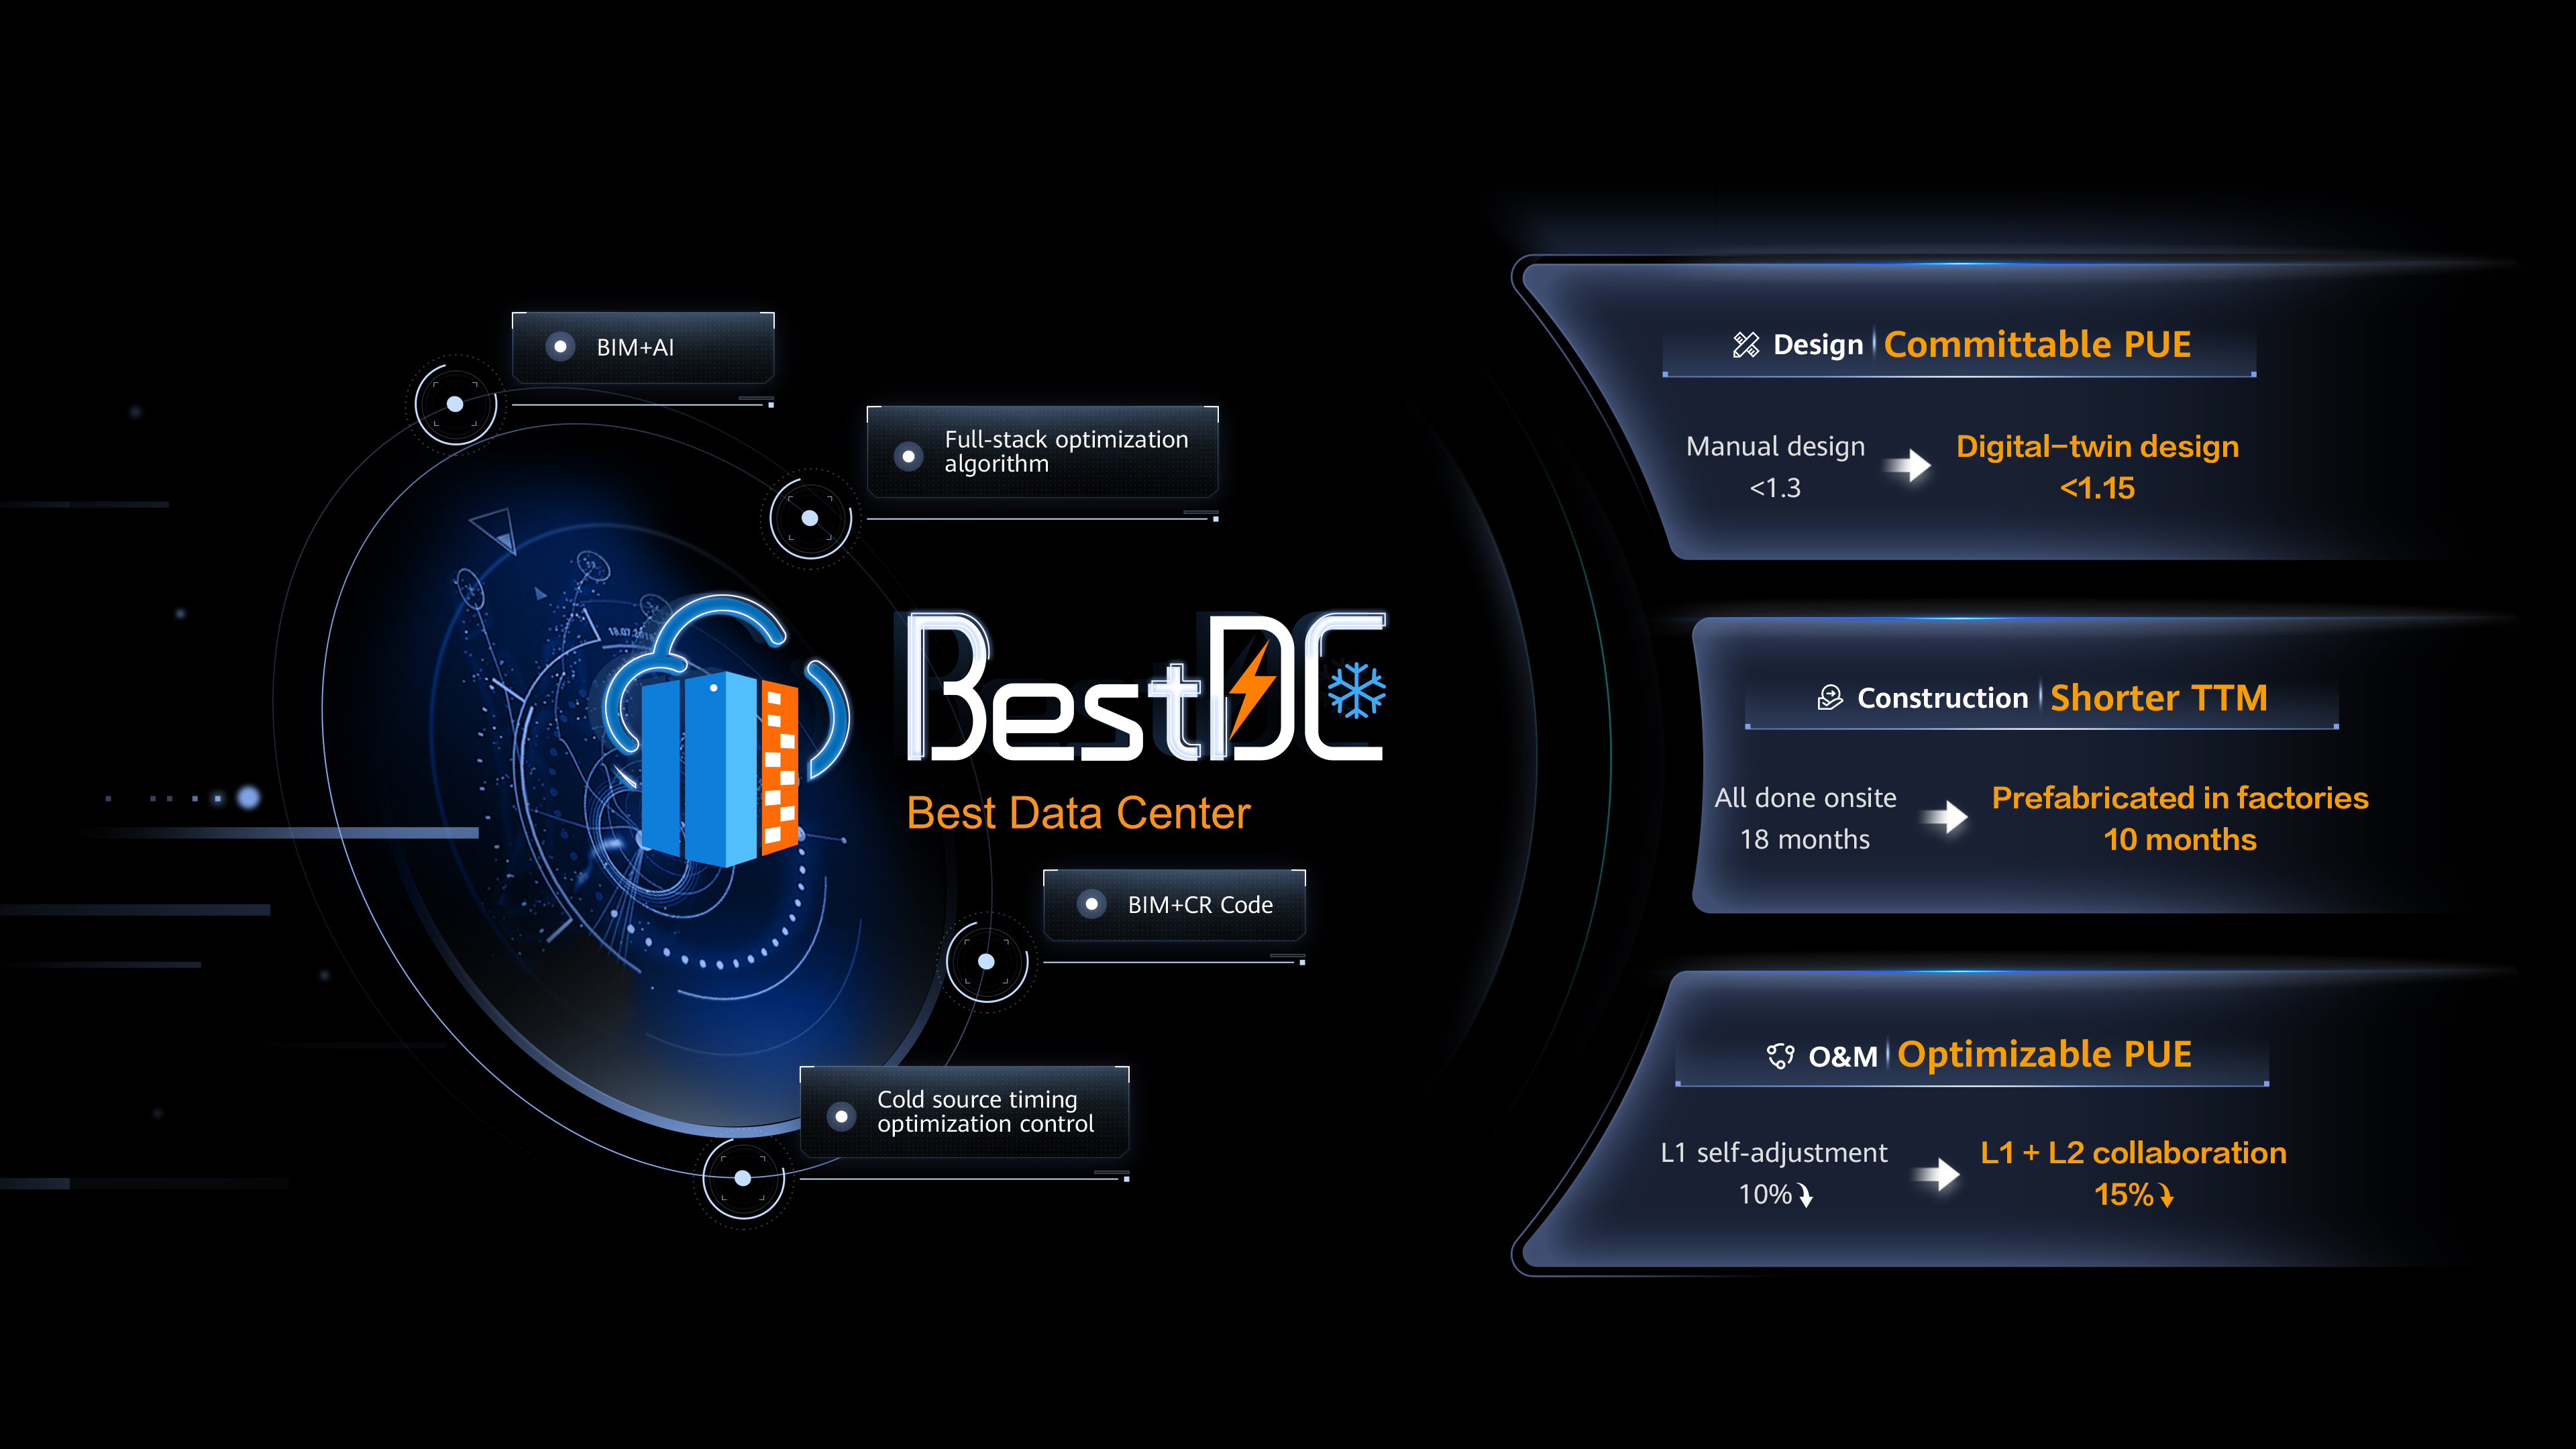 BIM+AI
Full-stack optimization
algorithm
BestDC
Best Data Center
BIM+CR Code
Cold source timing
optimization control
Design Committable PUE
Manual design
<1.3
Digital-twin design
<1.15
Construction Shorter TTM
All done onsite
18 months
Prefabricated in factories
10 months
O&M Optimizable PUE
L1 self-adjustment
10%
L1 + L2 collaboration
15%